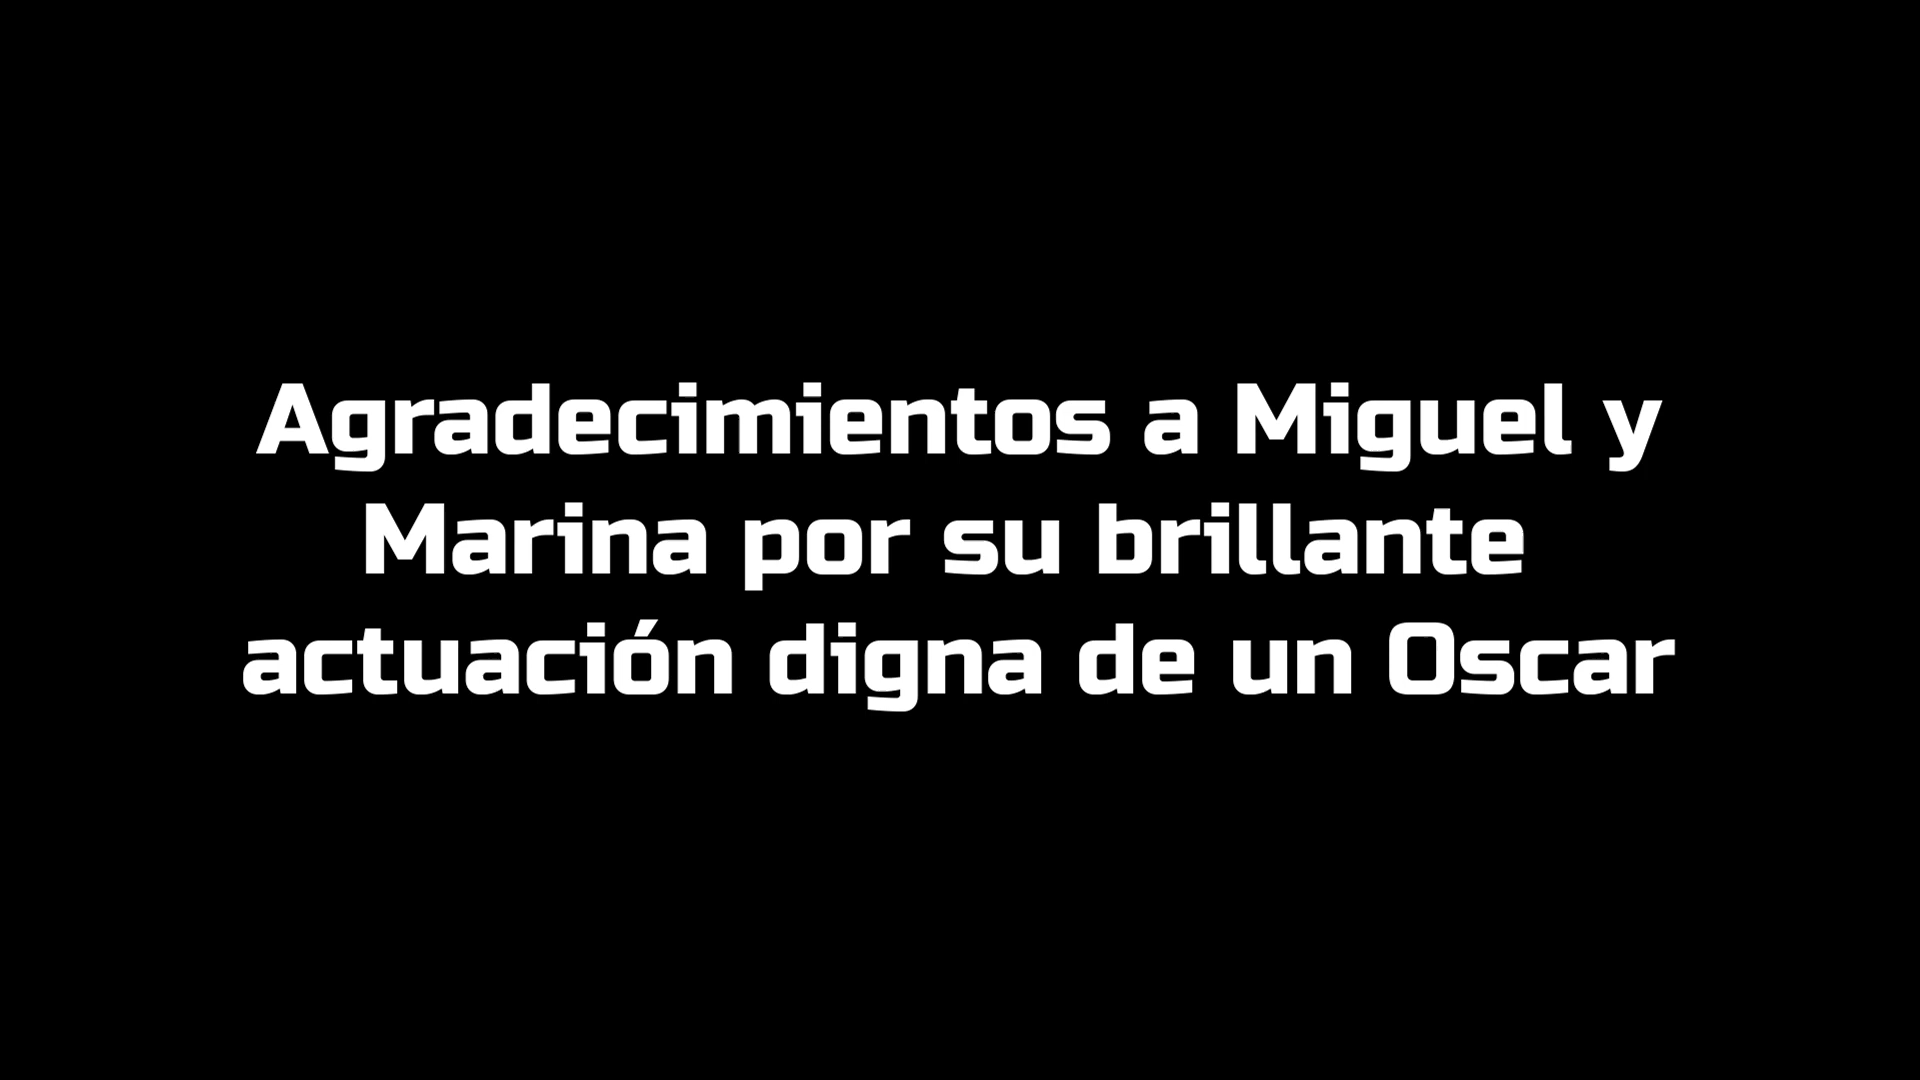 Agradecimientos a Miguel y
Marina por su brillante
actuación digna de un Oscar